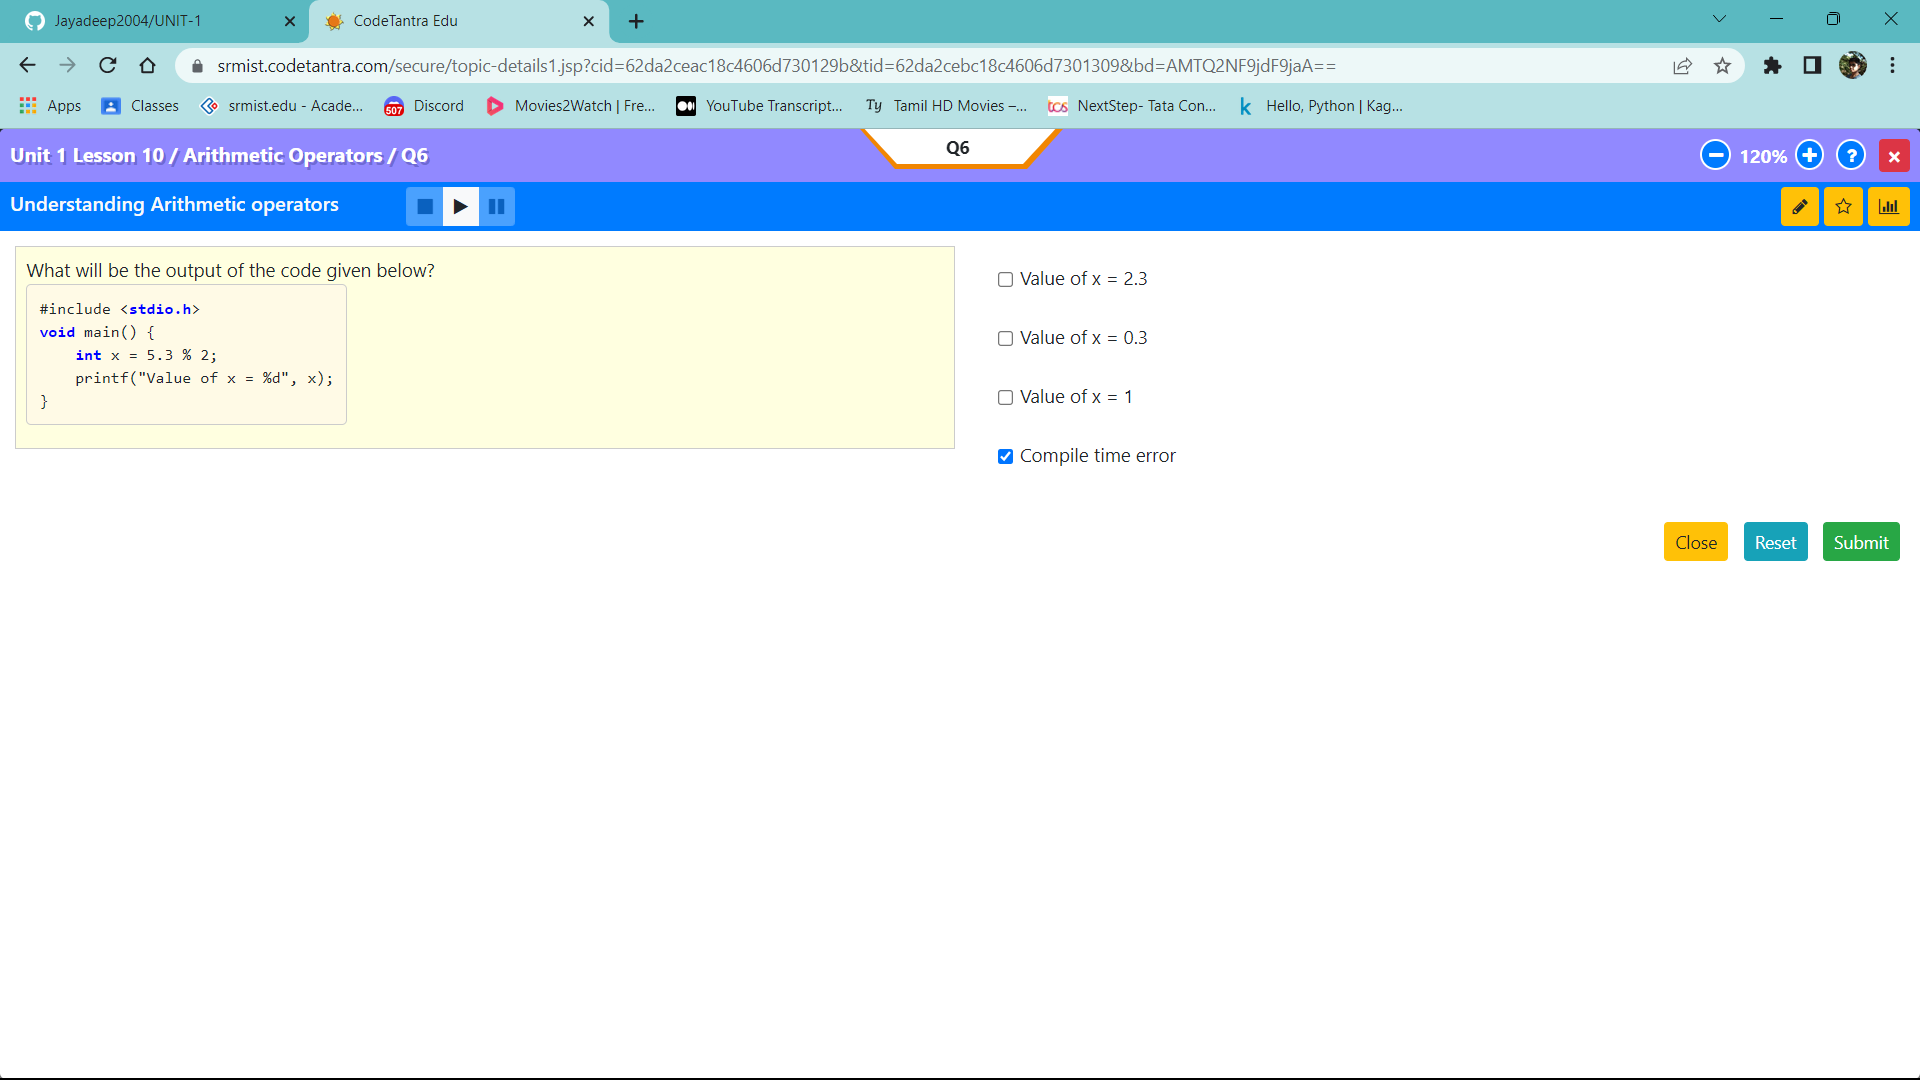 Jayadeep2004/UNIT-1
CodeTantra Edu
srmist.codetantra.com/secure/topic-details1.jsp?cid=62da2ceac18c4606d730129b&tid=62da2cebc18c4606d7301309&bd=AMTQ2NF9jdF9jaA==
Apps
Classes
srmist.edu - Acade...
507
Discord
Movies2Watch | Fre...
YouTube Transcript...
Ty
Tamil HD Movies –...
tcs
NextStep- Tata Con...
k
Hello, Python | Kag...
Unit 1 Lesson 10 / Arithmetic Operators / Q6
Q6
120%
?
Understanding Arithmetic operators
What will be the output of the code given below?
#include <stdio.h>
void main() {
    int x = 5.3 % 2;
    printf("Value of x = %d", x);
}
Value of x = 2.3
Value of x = 0.3
Value of x = 1
Compile time error
Close
Reset
Submit